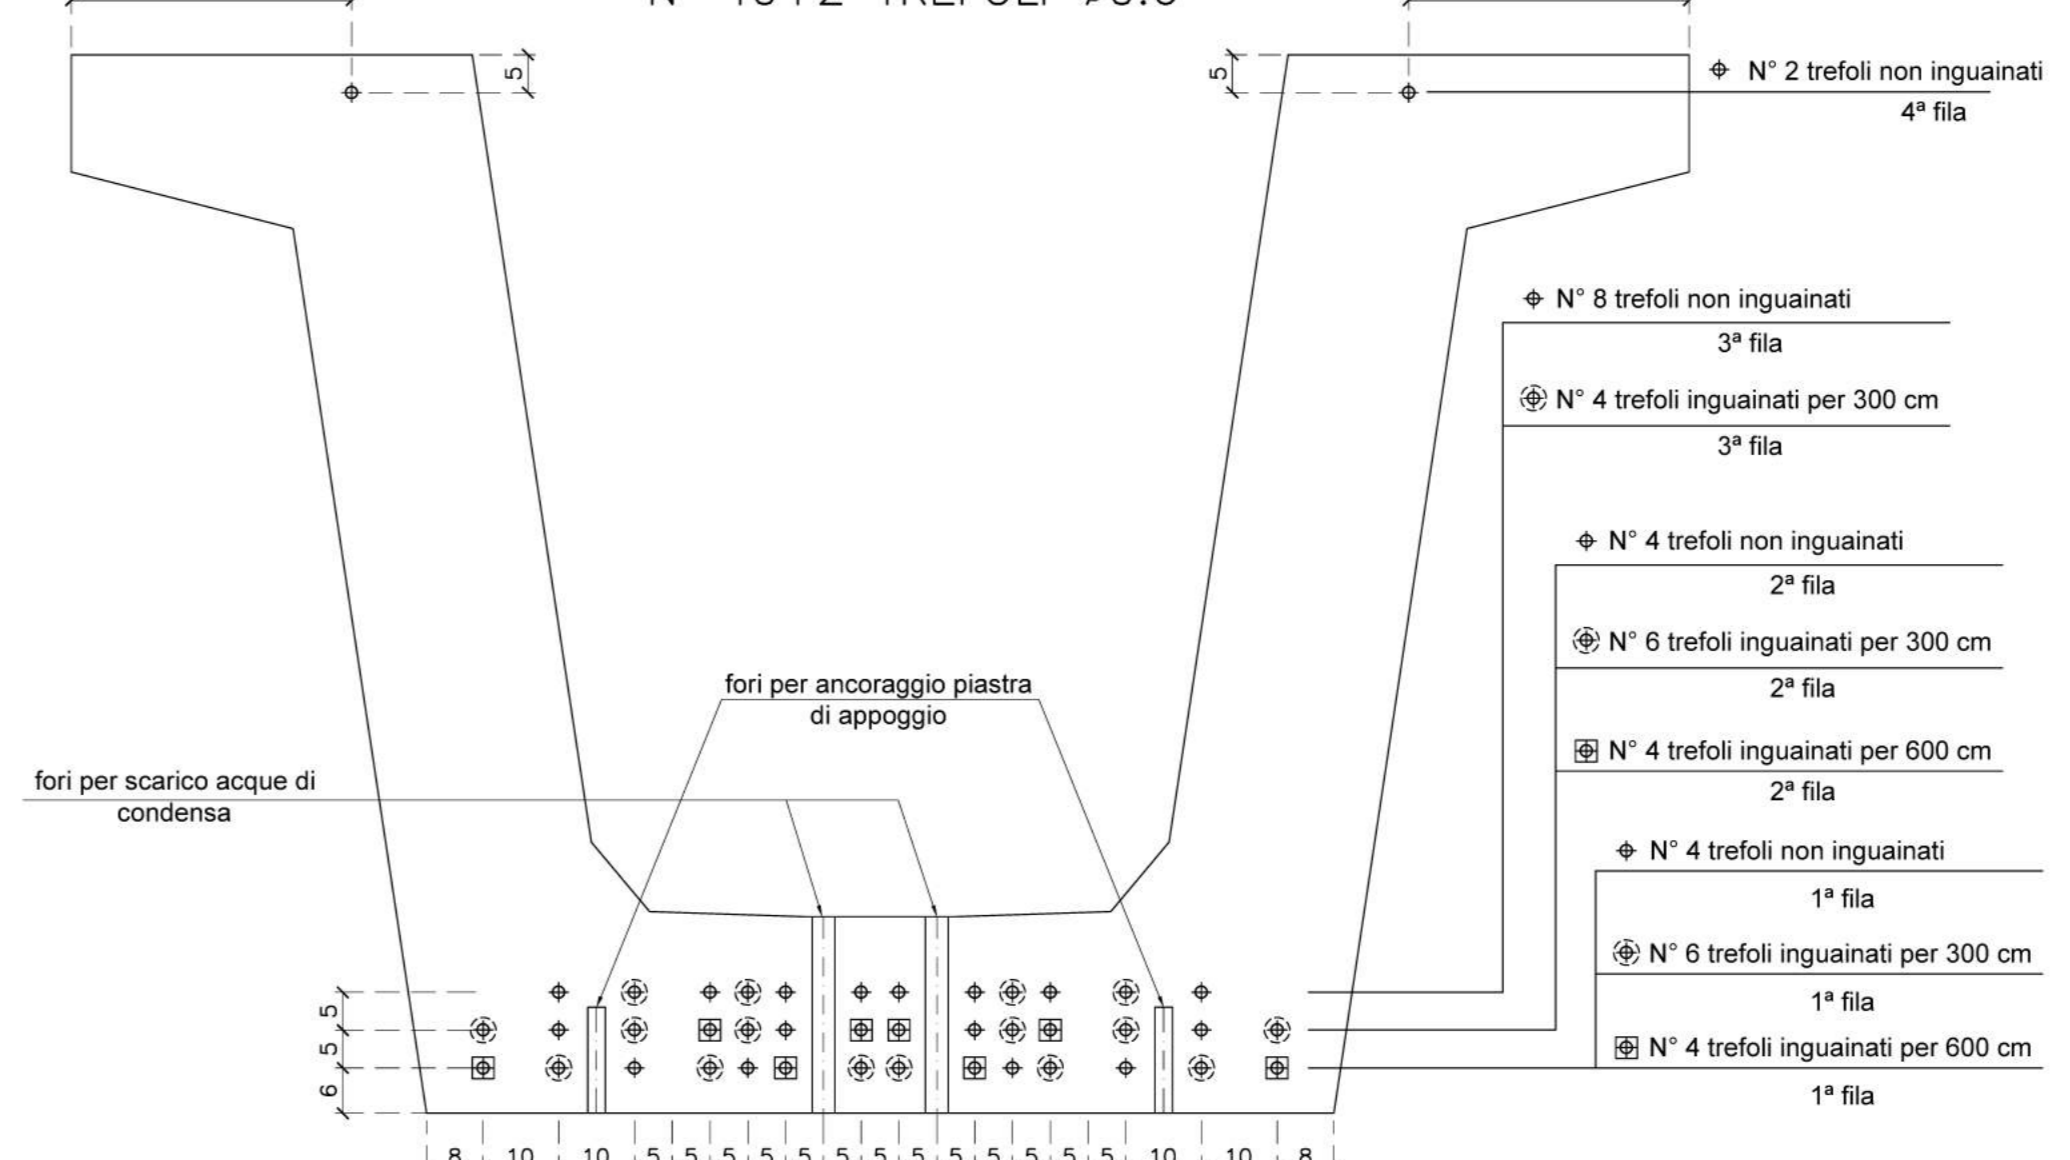 5
5
N° 2 trefoli non inguainati
4ª fila
N° 8 trefoli non inguainati
3ª fila
N° 4 trefoli inguainati per 300 cm
3ª fila
N° 4 trefoli non inguainati
2ª fila
N° 6 trefoli inguainati per 300 cm
2ª fila
N° 4 trefoli inguainati per 600 cm
2ª fila
fori per ancoraggio piastra
di appoggio
fori per scarico acque di
condensa
N° 4 trefoli non inguainati
1ª fila
N° 6 trefoli inguainati per 300 cm
1ª fila
N° 4 trefoli inguainati per 600 cm
1ª fila
5
5
6
8 10 10 5 5 5 5 5 5 5 5 5 5 5 5 5 10 10 8